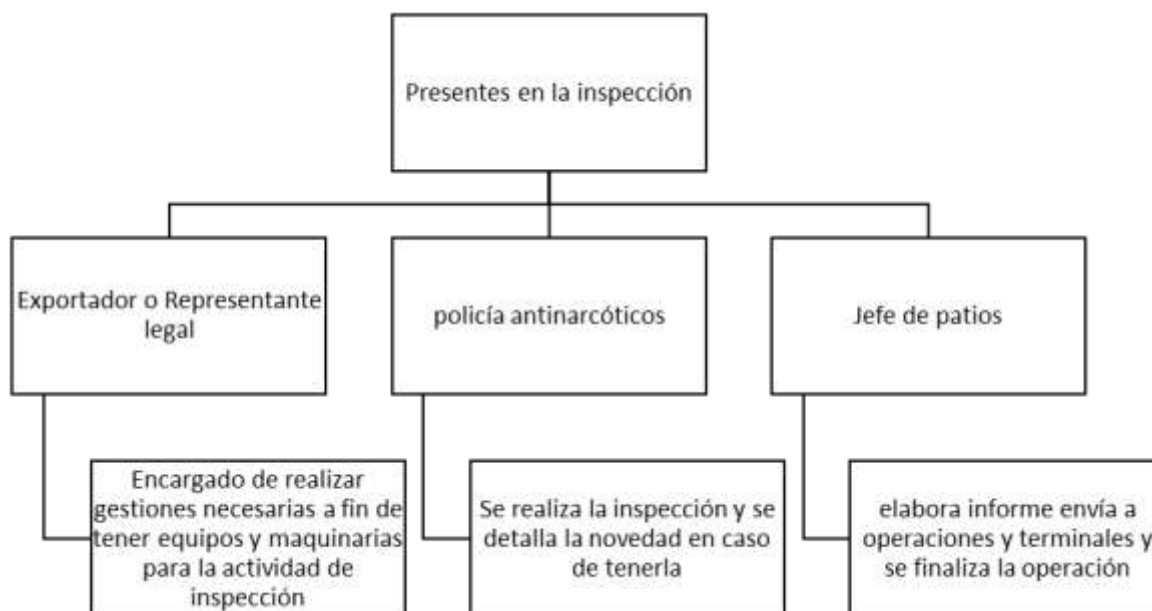 Presentes en la inspección
Exportador o Representante
legal
policía antinarcóticos
Jefe de patios
Encargado de realizar
gestiones necesarias a fin de
tener equipos y maquinarias
para la actividad de
inspección
Se realiza la inspección y se
detalla la novedad en caso
de tenerla
elabora informe envía a
operaciones y terminales y
se finaliza la operación